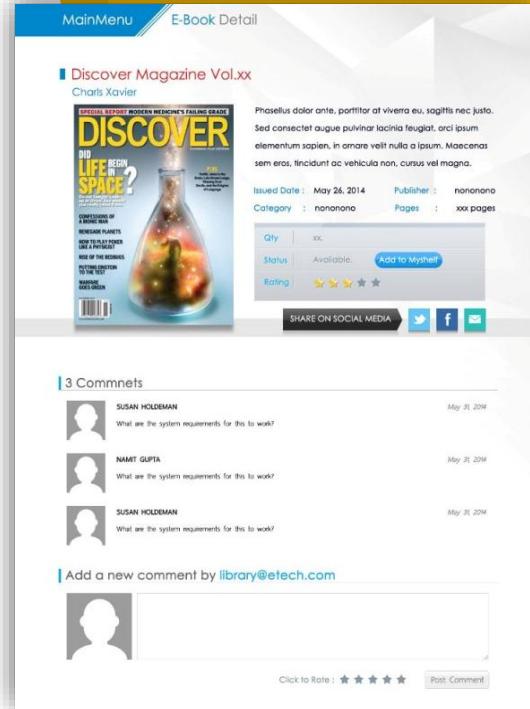 MainMenu E-Book Detail
Discover Magazine Vol.xx
Charls Xavier
SPECIAL REPORT MODERN MEDICINE'S FAILING GRADE
DISCOVER
DID
LIFE BEGIN
IN
SPACE?
CONFESSIONS OF
A BIONIC MAN
RENEGADE PLANETS
HOW TO PLAY POKER
LIKE A PHYSICIST
RISE OF THE BEDBUGS
PUTTING EINSTEIN
TO THE TEST
WARFARE
GOES GREEN
Phasellus dolor ante, porttitor at viverra eu, sagittis nec justo.
Sed consectet augue pulvinar lacinia feugiat, orci ipsum
elementum sapien, in ornare velit nulla a ipsum. Maecenas
sem eros, tincidunt ac vehicula non, cursus vel magna.
Issued Date : May 26, 2014 Publisher : nononono
Category : nononono Pages : xxx pages
Qty xx.
Status Available. Add to Myshelf
Rating
SHARE ON SOCIAL MEDIA
3 Commnets
SUSAN HOLDEMAN May 31, 2014
What are the system requirements for this to work?
NAMIT GUPTA May 31, 2014
What are the system requirements for this to work?
SUSAN HOLDEMAN May 31, 2014
What are the system requirements for this to work?
Add a new comment by library@etech.com
Click to Rate :
Post Comment